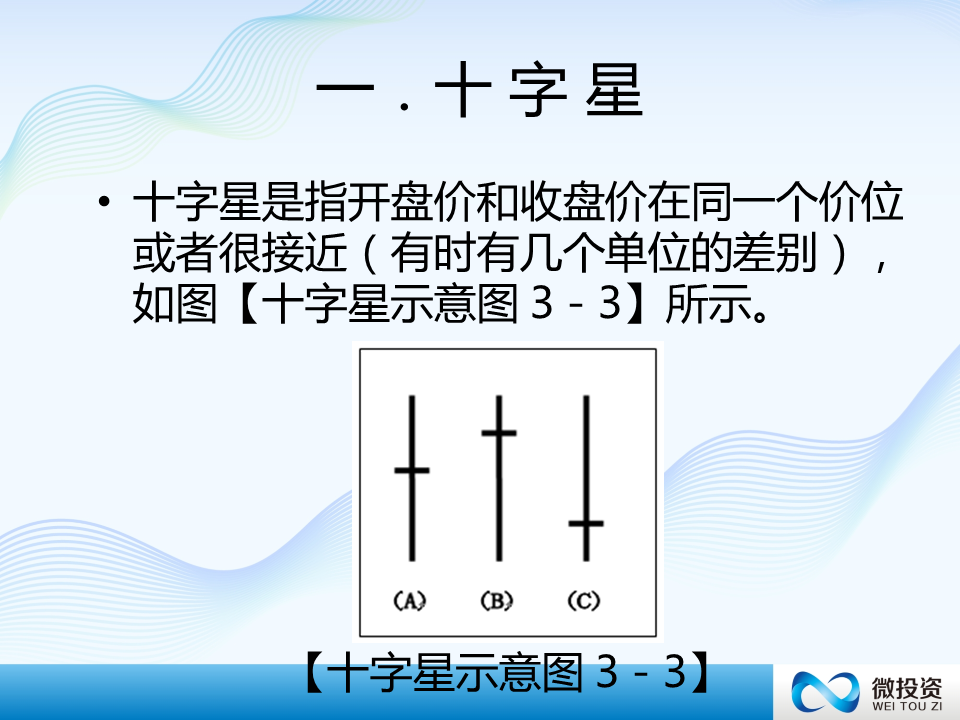 一．十字星
• 十字星是指开盘价和收盘价在同一个价位
或者很接近（有时有几个单位的差别），
如图【十字星示意图３－３】所示。
(A) (B) (C)
【十字星示意图３－３】
微投资
WEI TOU ZI